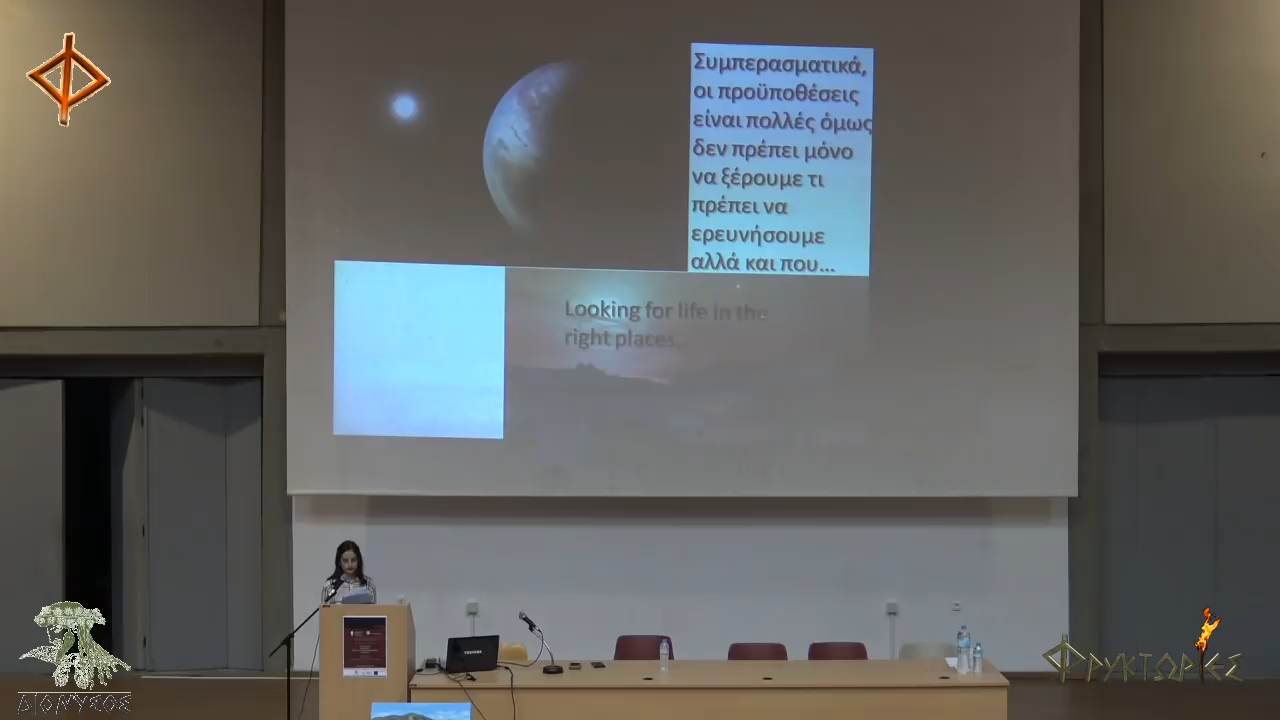 Συμπερασματικά,
οι προϋποθέσεις
είναι πολλές όμως
δεν πρέπει μόνο
να ξέρουμε τι
πρέπει να
ερευνήσουμε
αλλά και που...
Looking for life in the
right places.
TOSHIBA
ΔΙΟΝΥΣΟΣ
ΦΡΥΚΤΩΡΙΕΣ